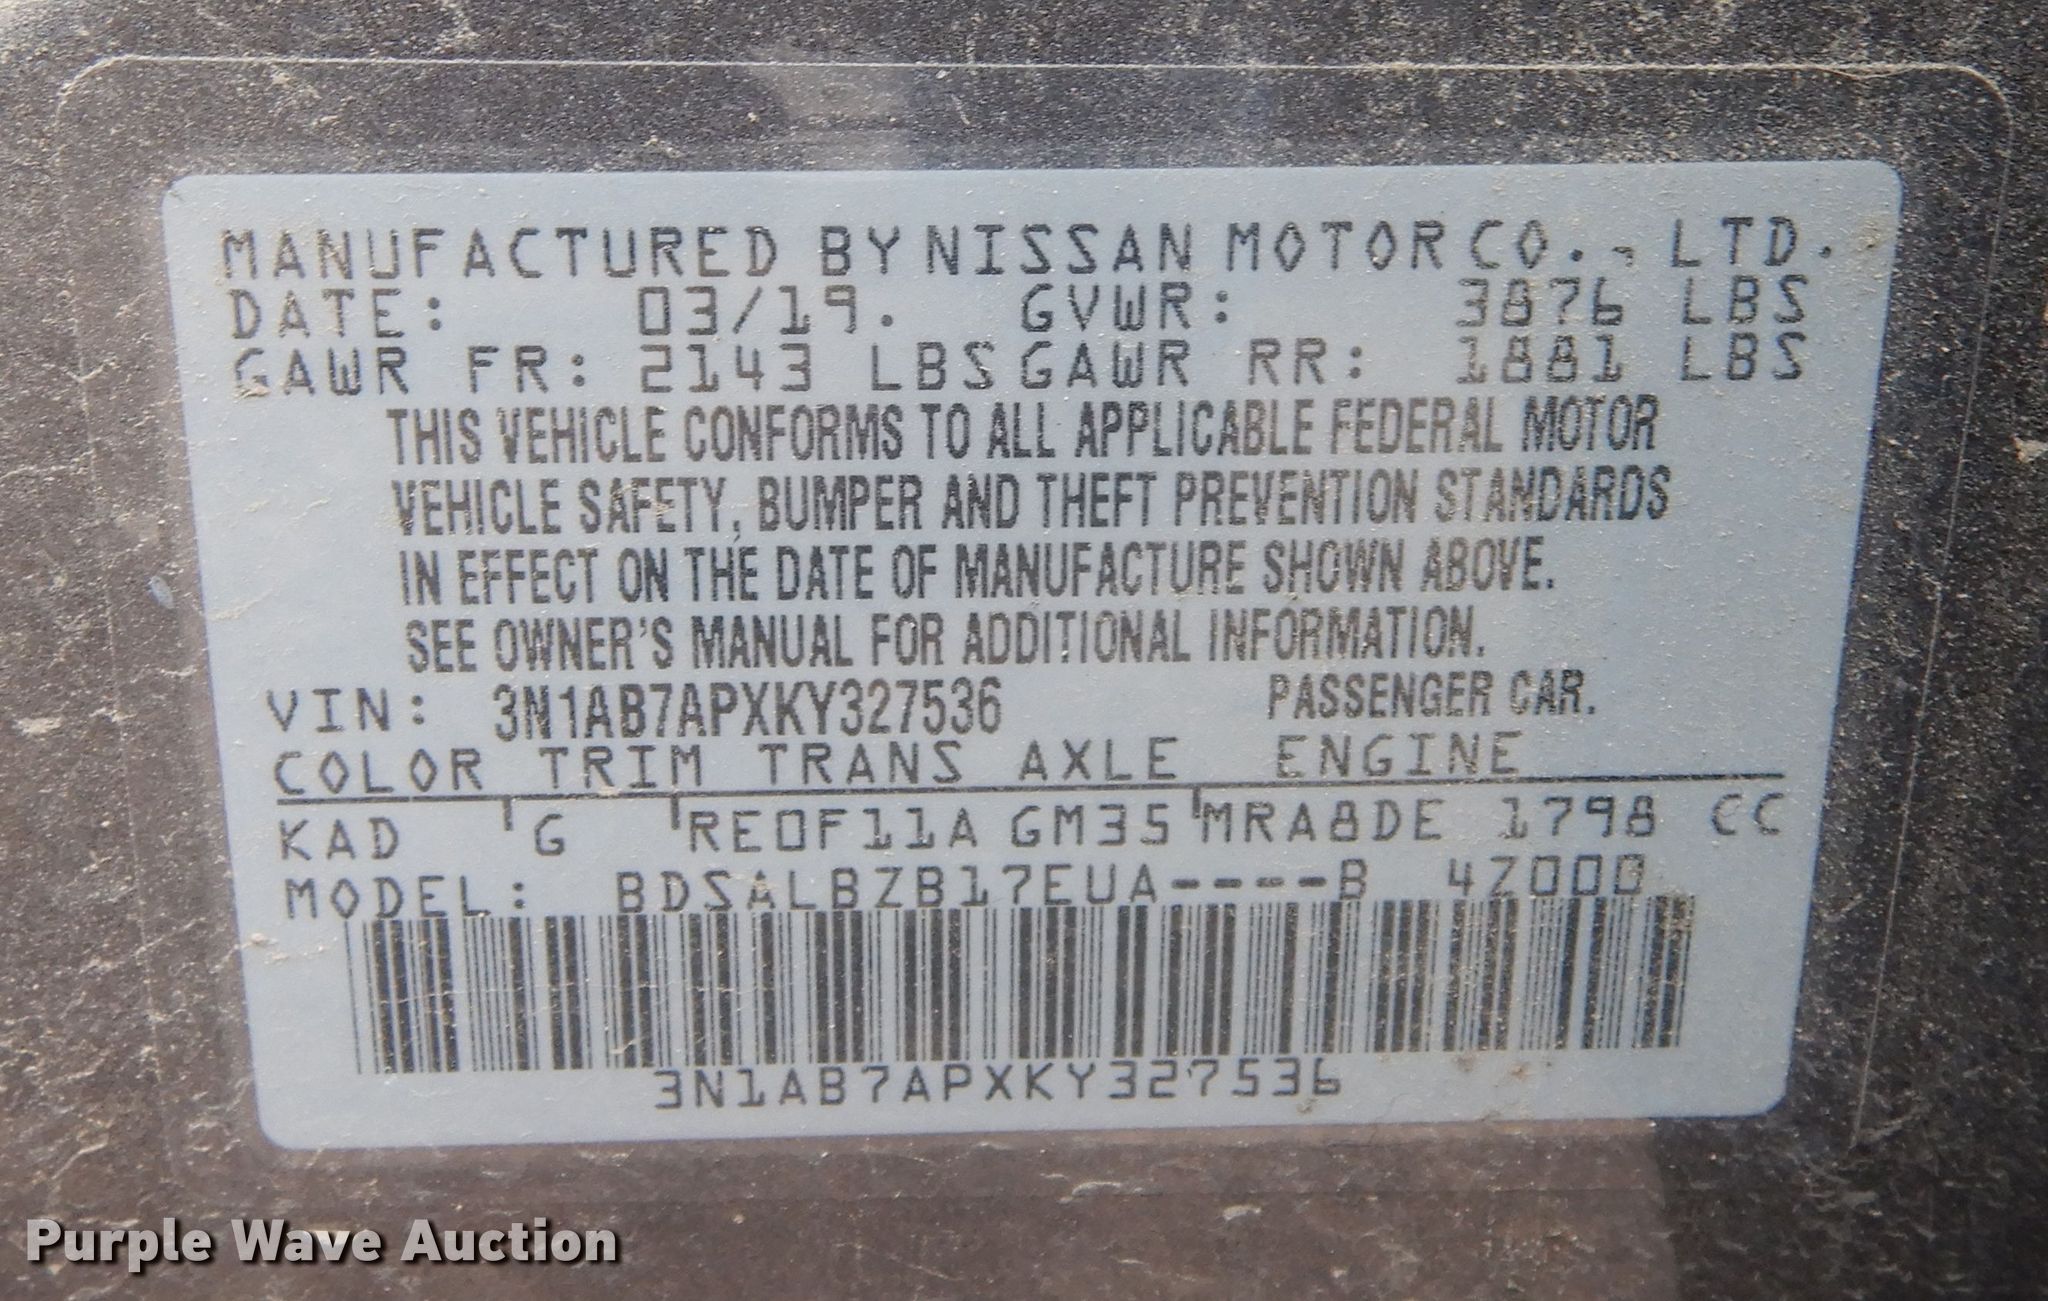 MANUFACTURED BY NISSAN MOTOR CO., LTD.
DATE: 03/19. GVWR: 3876 LBS
GAWR FR: 2143 LBS GAWR RR: 1881 LBS
THIS VEHICLE CONFORMS TO ALL APPLICABLE FEDERAL MOTOR
VEHICLE SAFETY, BUMPER AND THEFT PREVENTION STANDARDS
IN EFFECT ON THE DATE OF MANUFACTURE SHOWN ABOVE.
SEE OWNER'S MANUAL FOR ADDITIONAL INFORMATION.
VIN: 3N1AB7APXKY327536 PASSENGER CAR.
COLOR TRIM TRANS AXLE ENGINE
KAD G RE0F11A GM35 MRA8DE 1798 CC
MODEL: BDSALBZB17EUA----B 4Z000
3N1AB7APXKY327536
Purple Wave Auction